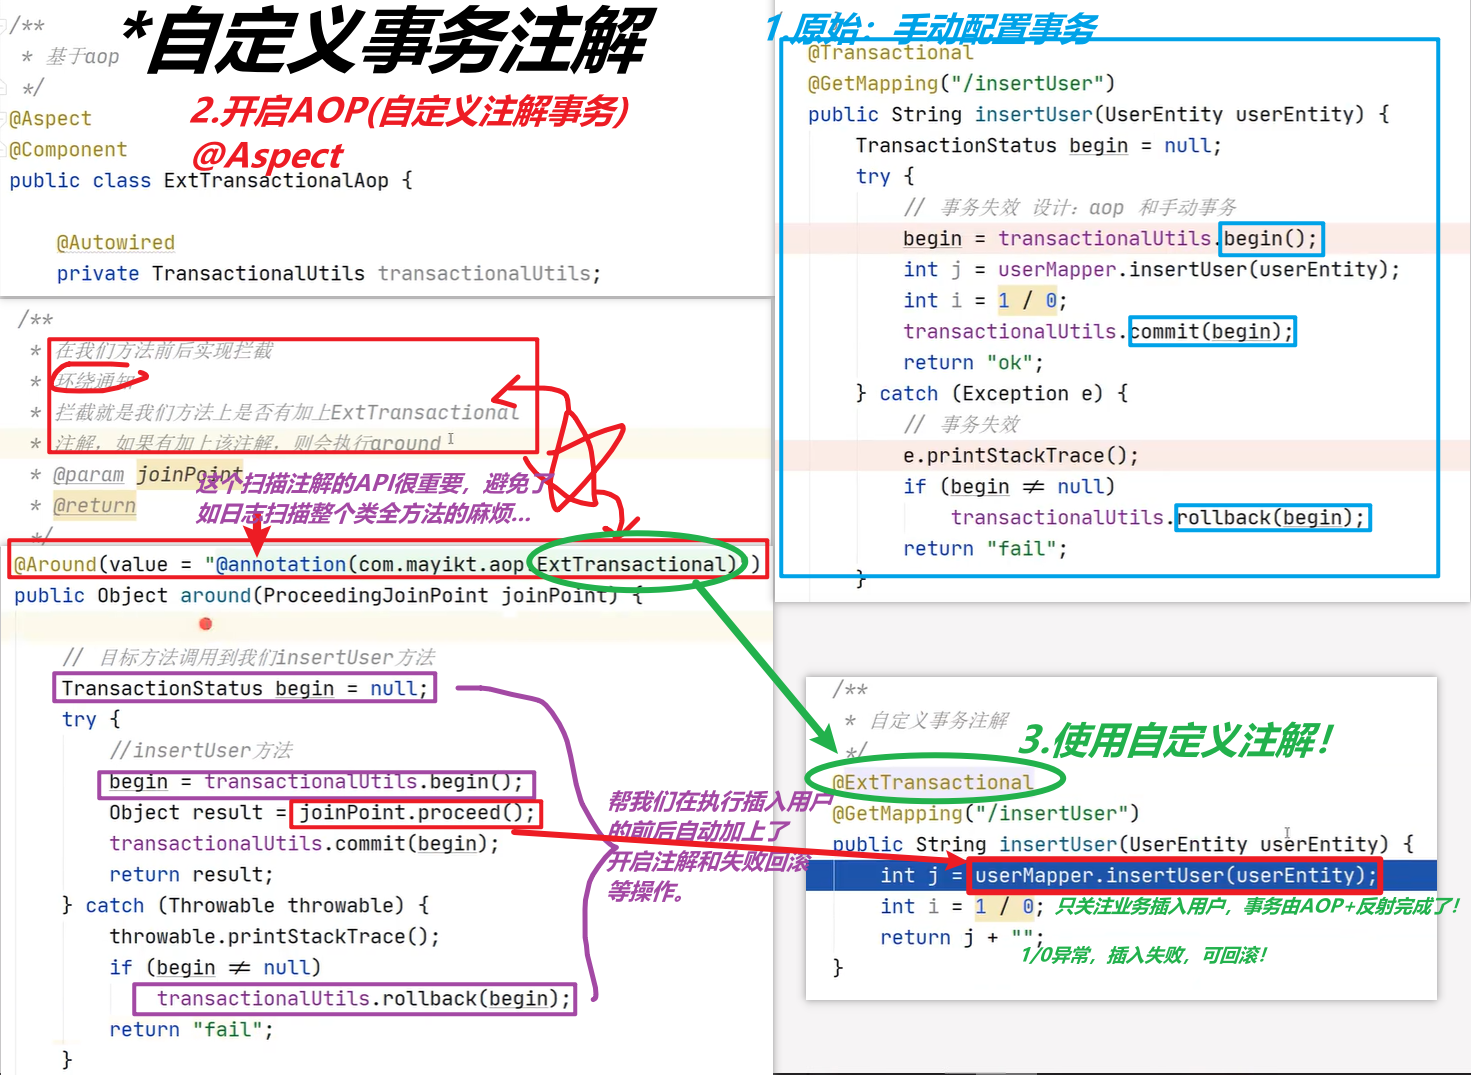 *自定义事务注解
/**
* 基于aop
*/
@Aspect
@Component
public class ExtTransactionalAop {
2.开启AOP(自定义注解事务)
@Aspect
@Autowired
private TransactionalUtils transactionalUtils;
/**
* 在我们方法前后实现拦截
* 环绕通知
* 拦截就是我们方法上是否有加上ExtTransactional
* 注解，如果有加上该注解，则会执行around
* @param joinPoint
* @return
*/
这个扫描注解的API很重要，避免了
如日志扫描整个类全方法的麻烦...
@Around(value = "@annotation(com.mayikt.aop.ExtTransactional)")
public Object around(ProceedingJoinPoint joinPoint) {
// 目标方法调用到我们insertUser方法
TransactionStatus begin = null;
try {
//insertUser方法
begin = transactionalUtils.begin();
Object result = joinPoint.proceed();
transactionalUtils.commit(begin);
return result;
} catch (Throwable throwable) {
throwable.printStackTrace();
if (begin ≠ null)
transactionalUtils.rollback(begin);
return "fail";
}
帮我们在执行插入用户
的前后自动加上了
开启注解和失败回滚
等操作。
1.原始：手动配置事务
@Transactional
@GetMapping("/insertUser")
public String insertUser(UserEntity userEntity) {
TransactionStatus begin = null;
try {
// 事务失效 设计：aop 和手动事务
begin = transactionalUtils.begin();
int j = userMapper.insertUser(userEntity);
int i = 1 / 0;
transactionalUtils.commit(begin);
return "ok";
} catch (Exception e) {
// 事务失效
e.printStackTrace();
if (begin ≠ null)
transactionalUtils.rollback(begin);
return "fail";
}
/**
* 自定义事务注解
*/
3.使用自定义注解！
@ExtTransactional
@GetMapping("/insertUser")
public String insertUser(UserEntity userEntity) {
int j = userMapper.insertUser(userEntity);
int i = 1 / 0; 只关注业务插入用户，事务由AOP+反射完成了！
return j + "";
1/0异常，插入失败，可回滚！
}